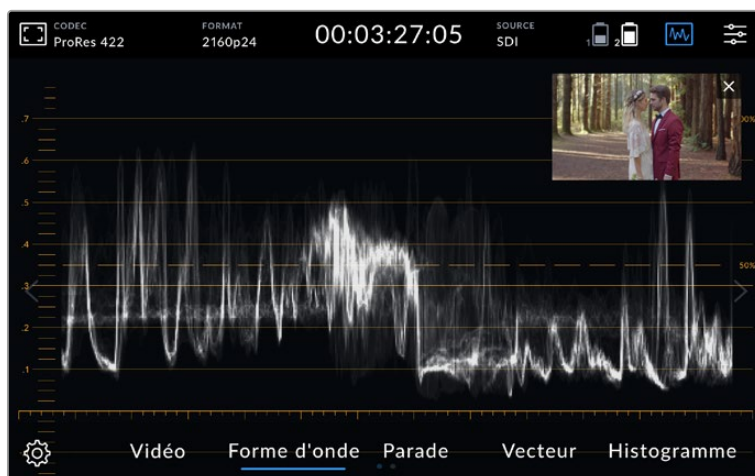 CODEC
ProRes 422
FORMAT
2160p24
00:03:27:05
SOURCE
SDI
1
2
.7
.6
.5
.4
50%
.3
.2
.1
Vidéo Forme d'onde Parade Vecteur Histogramme